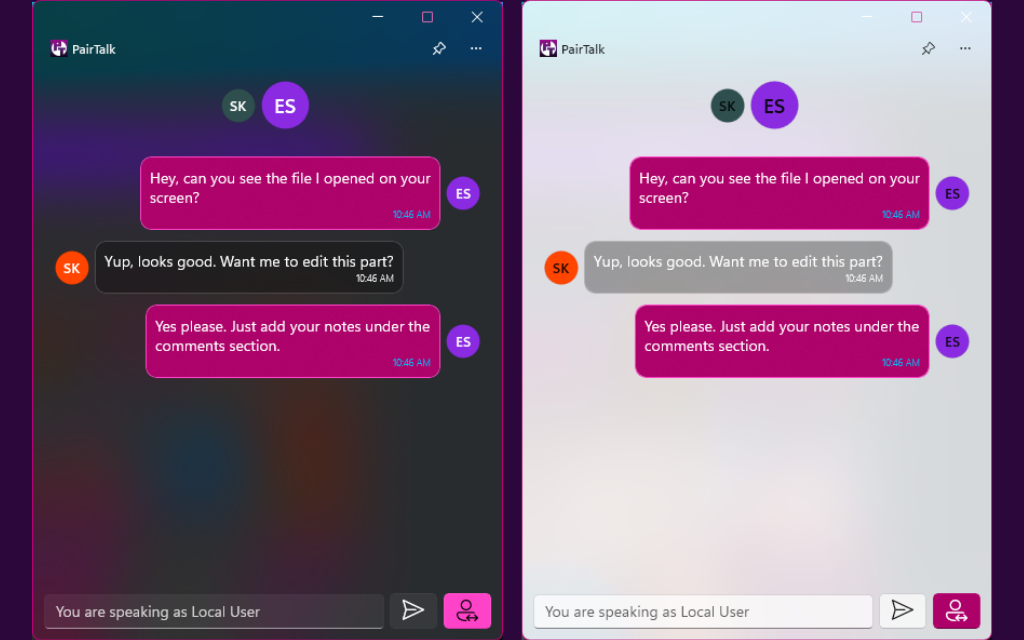 PairTalk
SK
ES
Hey, can you see the file I opened on your
screen?
10:46 AM
ES
SK
Yup, looks good. Want me to edit this part?
10:46 AM
Yes please. Just add your notes under the
comments section.
10:46 AM
ES
You are speaking as Local User
PairTalk
SK
ES
Hey, can you see the file I opened on your
screen?
10:46 AM
ES
SK
Yup, looks good. Want me to edit this part?
10:46 AM
Yes please. Just add your notes under the
comments section.
10:46 AM
ES
You are speaking as Local User